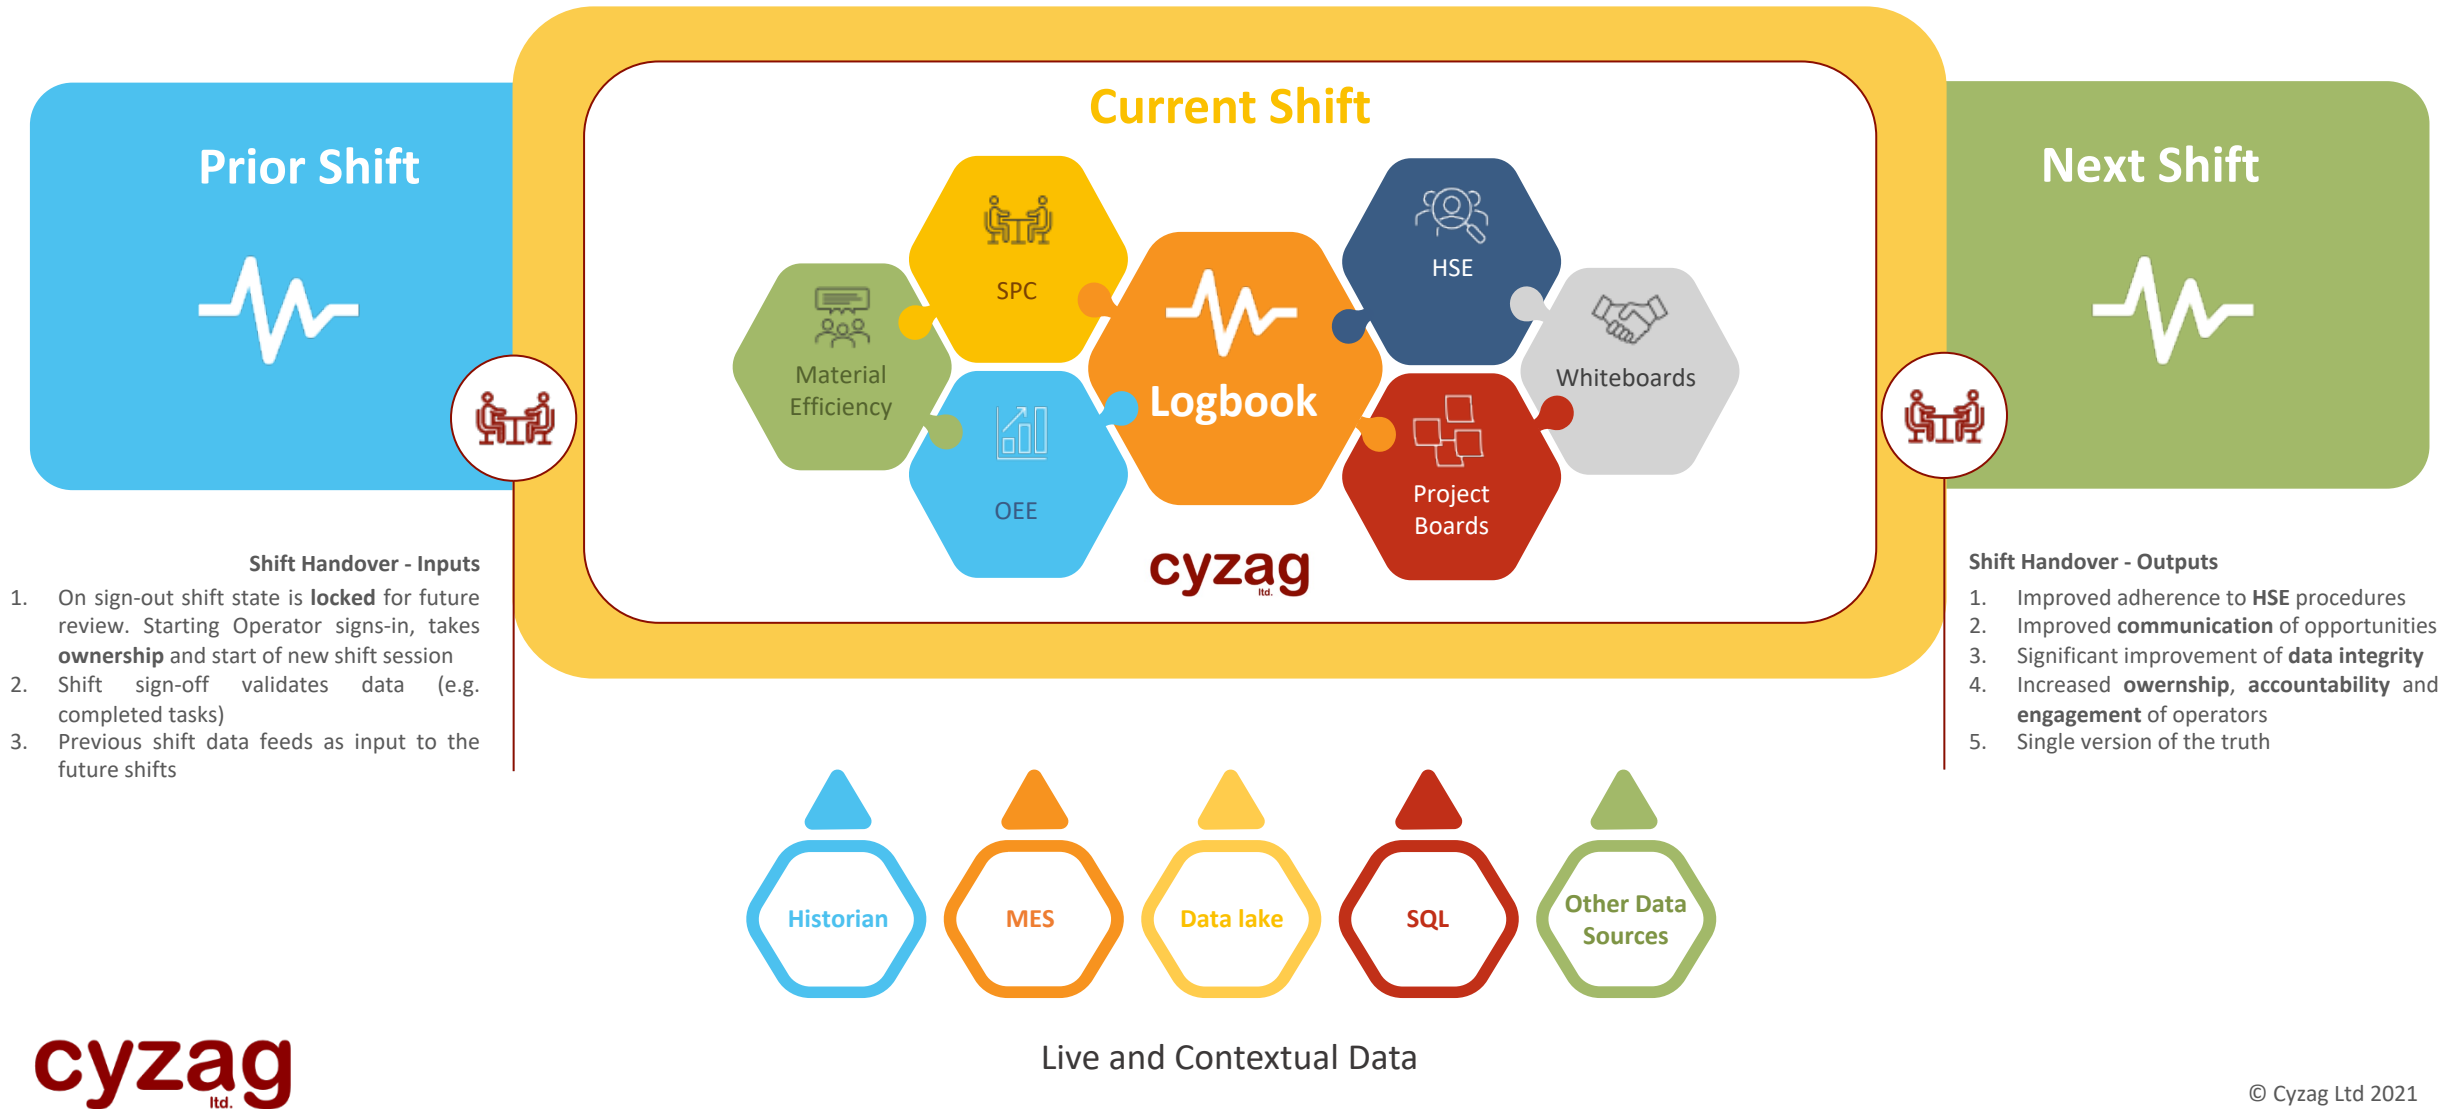 Current Shift
Prior Shift
Next Shift
SPC
HSE
Material
Efficiency
Logbook
Whiteboards
OEE
Project
Boards
cyzag
ltd.
Shift Handover - Inputs
1. On sign-out shift state is locked for future
review. Starting Operator signs-in, takes
ownership and start of new shift session
2. Shift sign-off validates data (e.g.
completed tasks)
3. Previous shift data feeds as input to the
future shifts
Shift Handover - Outputs
1. Improved adherence to HSE procedures
2. Improved communication of opportunities
3. Significant improvement of data integrity
4. Increased owernship, accountability and
engagement of operators
5. Single version of the truth
Historian
MES
Data lake
SQL
Other Data
Sources
Live and Contextual Data
cyzag
ltd.
© Cyzag Ltd 2021